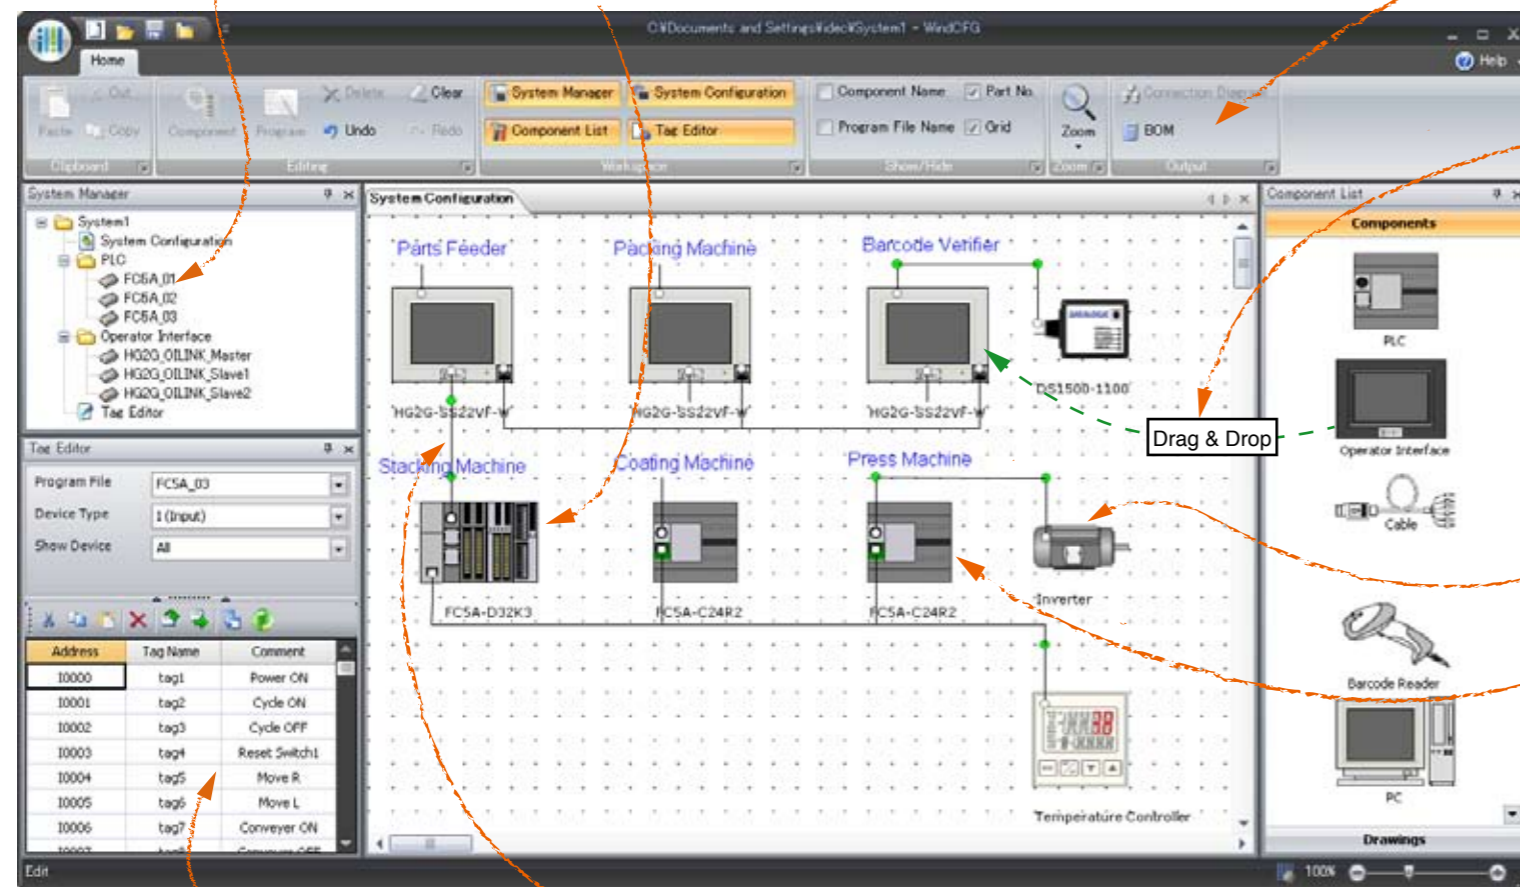 C:¥Documents and Settings¥idec¥System1 - WindCFG
Home
Help
Cut
Paste
Copy
Component
Program
Delete
Clear
Undo
Redo
System Manager
System Configuration
Component List
Tag Editor
Component Name
Part No.
Program File Name
Grid
Zoom
Connection Diagram
BOM
Clipboard
Editing
Workspace
Show/Hide
Zoom
Output
System Manager
System1
System Configuration
PLC
FC5A_01
FC5A_02
FC5A_03
Operator Interface
HG2G_OILINK_Master
HG2G_OILINK_Slave1
HG2G_OILINK_Slave2
Tag Editor
Tag Editor
Program File
FC5A_03
Device Type
I (Input)
Show Device
All
Address Tag Name Comment
I0000 tag1 Power ON
I0001 tag2 Cycle ON
I0002 tag3 Cycle OFF
I0003 tag4 Reset Switch1
I0004 tag5 Move R
I0005 tag6 Move L
I0006 tag7 Conveyer ON
I0007 tag8 Conveyer OFF
System Configuration
Parts Feeder
Packing Machine
Barcode Verifier
HG2G-SS22VF-W
HG2G-SS22VF-W
HG2G-SS22VF-W
DS1500-1100
Drag & Drop
Stacking Machine
Coating Machine
Press Machine
FC5A-D32K3
FC5A-C24R2
FC5A-C24R2
Inverter
Temperature Controller
Component List
Components
PLC
Operator Interface
Cable
Barcode Reader
PC
Drawings
Edit
100%